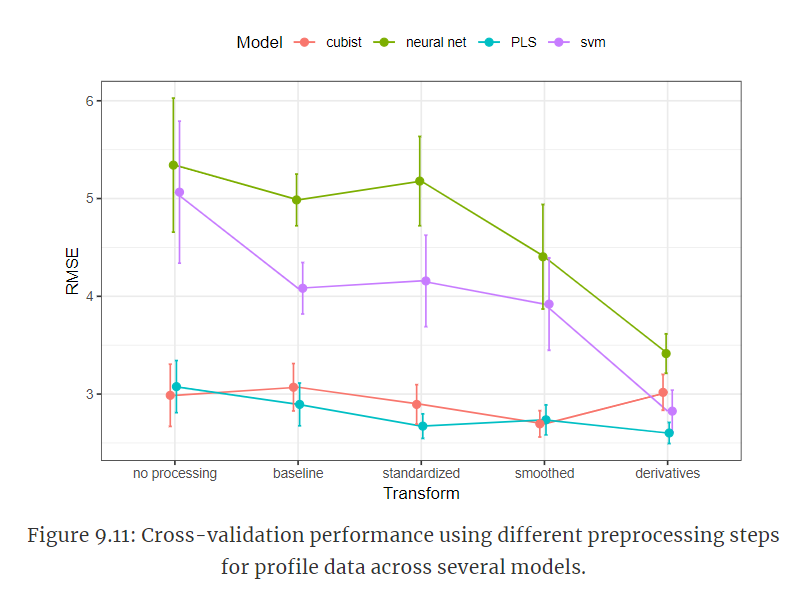 Model cubist neural net PLS svm
6
5
4
3
RMSE
no processing baseline standardized smoothed derivatives
Transform
Figure 9.11: Cross-validation performance using different preprocessing steps
for profile data across several models.